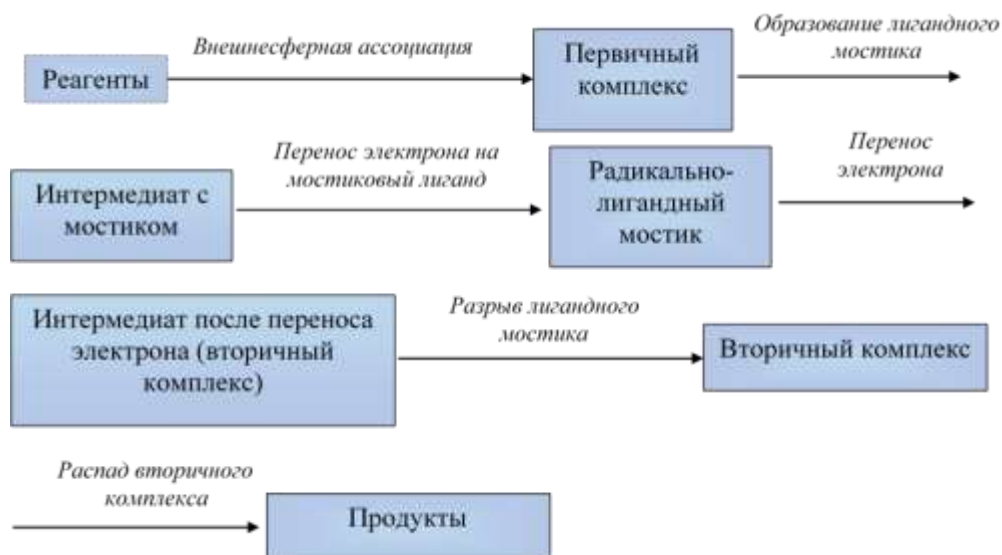 Внешнесферная ассоциация
Реагенты
Первичный
комплекс
Образование лигандного
мостика
Интермедиат с
мостиком
Перенос электрона на
мостиковый лиганд
Радикально-
лигандный
мостик
Перенос
электрона
Интермедиат после переноса
электрона (вторичный
комплекс)
Разрыв лигандного
мостика
Вторичный комплекс
Распад вторичного
комплекса
Продукты